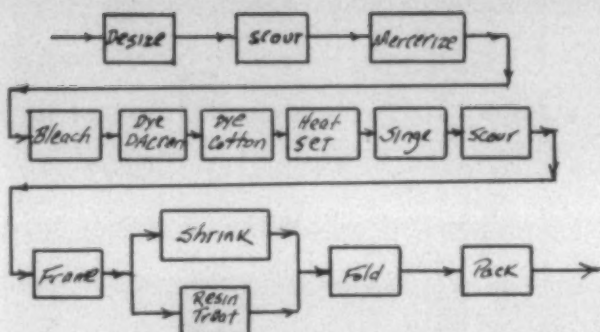 Desize
Scour
Mercerize
Bleach
Dye
DAcron
Dye
Cotton
Heat
SET
Singe
Scour
Frame
Shrink
Resin
Treat
Fold
Pack